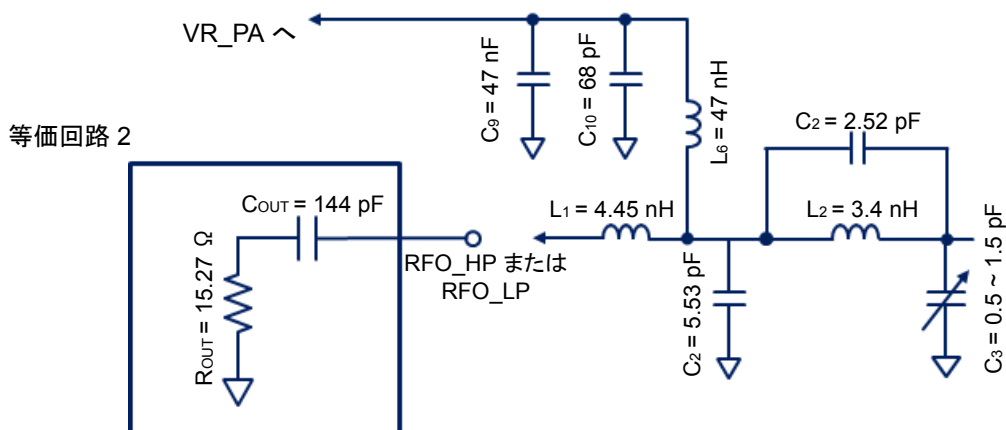 VR_PA へ
C9 = 47 nF
C10 = 68 pF
L6 = 47 nH
C2 = 2.52 pF
等価回路 2
COUT = 144 pF
L1 = 4.45 nH
L2 = 3.4 nH
RFO_HP または
RFO_LP
ROUT = 15.27 Ω
C2 = 5.53 pF
C3 = 0.5 ~ 1.5 pF